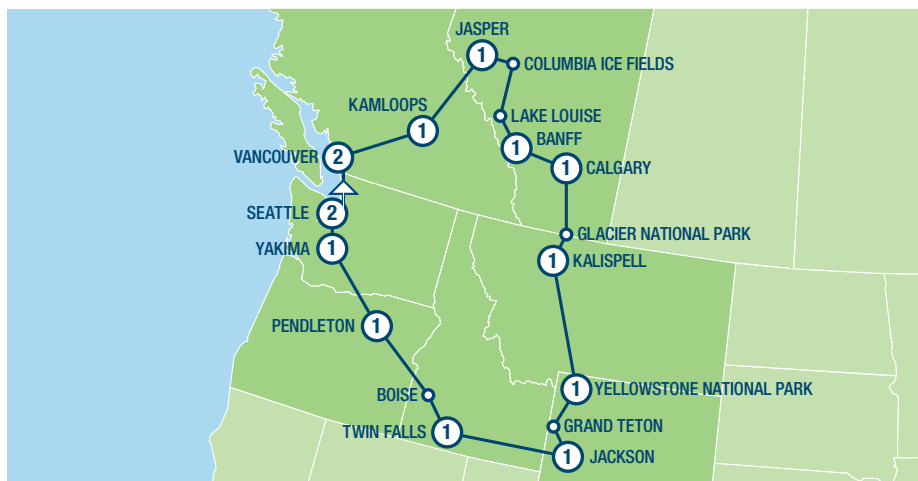 JASPER
1
COLUMBIA ICE FIELDS
KAMLOOPS
1
LAKE LOUISE
BANFF
1
VANCOUVER
2
1
CALGARY
SEATTLE
2
GLACIER NATIONAL PARK
YAKIMA
1
1
KALISPELL
PENDLETON
1
1
YELLOWSTONE NATIONAL PARK
BOISE
GRAND TETON
TWIN FALLS
1
1
JACKSON